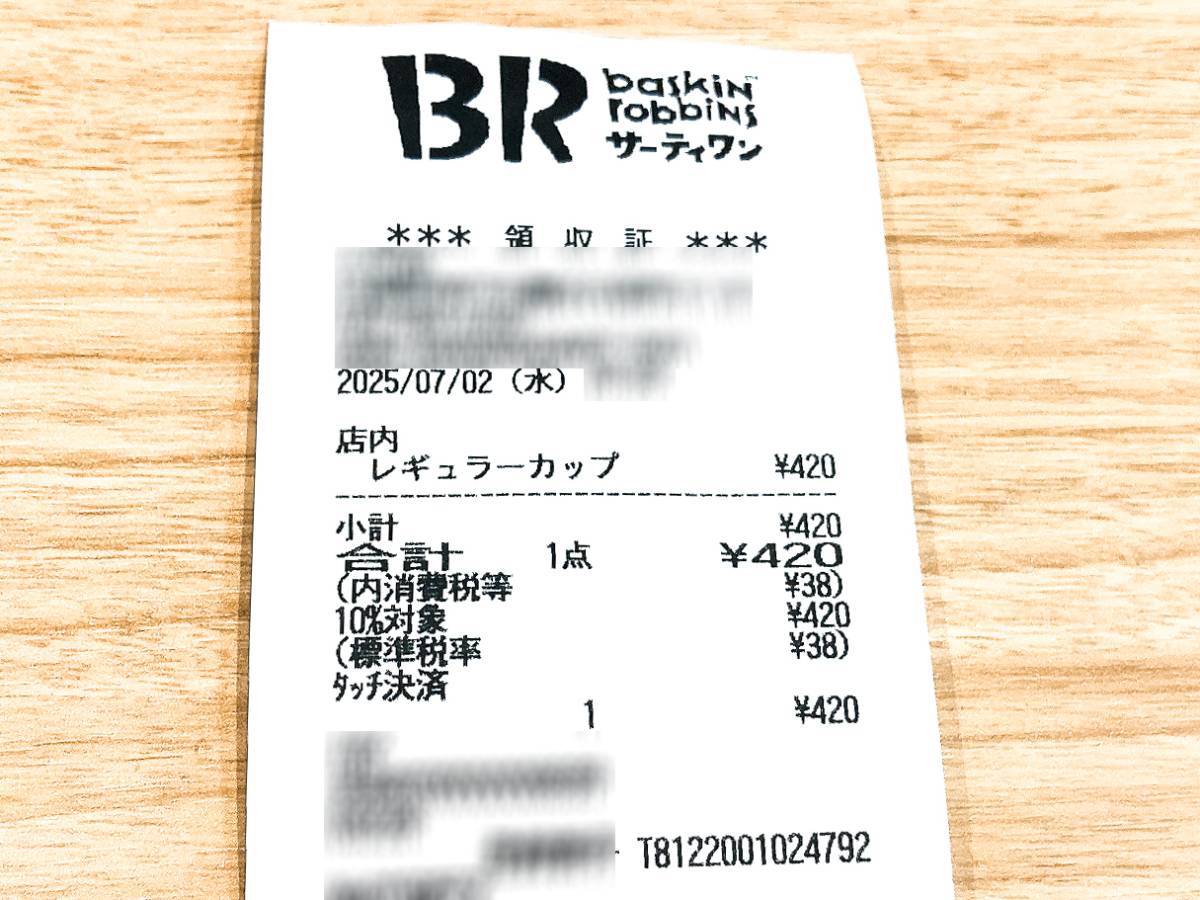 BR baskin robbins サーティワン
*** 領 収 証 ***
2025/07/02 (水)
店内
レギュラーカップ ¥420
小計 ¥420
合計 1点 ¥420
(内消費税等 ¥38)
10%対象 ¥420
(標準税率 ¥38)
ﾀｯﾁ決済
1 ¥420
T8122001024792